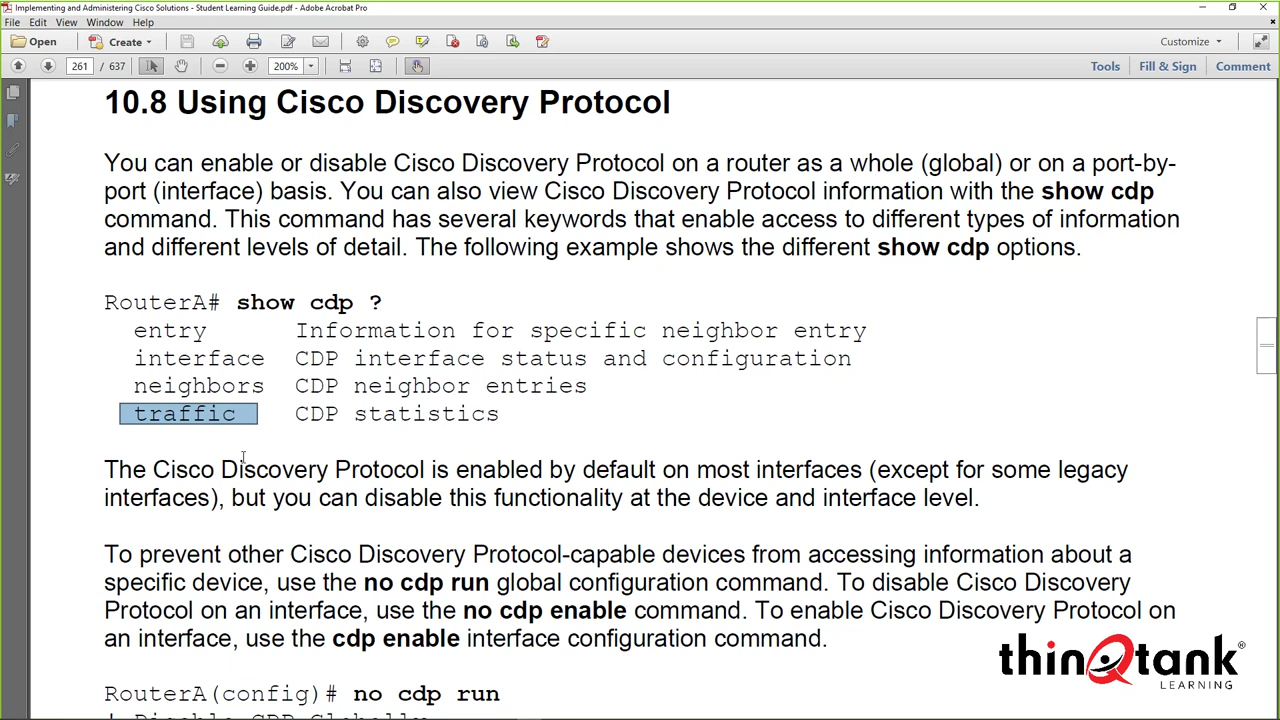 Implementing and Administering Cisco Solutions - Student Learning Guide.pdf - Adobe Acrobat Pro
File Edit View Window Help
Open Create Customize
261 / 637 200% Tools Fill & Sign Comment
10.8 Using Cisco Discovery Protocol
You can enable or disable Cisco Discovery Protocol on a router as a whole (global) or on a port-by-
port (interface) basis. You can also view Cisco Discovery Protocol information with the show cdp
command. This command has several keywords that enable access to different types of information
and different levels of detail. The following example shows the different show cdp options.
RouterA# show cdp ?
entry Information for specific neighbor entry
interface CDP interface status and configuration
neighbors CDP neighbor entries
traffic CDP statistics
The Cisco Discovery Protocol is enabled by default on most interfaces (except for some legacy
interfaces), but you can disable this functionality at the device and interface level.
To prevent other Cisco Discovery Protocol-capable devices from accessing information about a
specific device, use the no cdp run global configuration command. To disable Cisco Discovery
Protocol on an interface, use the no cdp enable command. To enable Cisco Discovery Protocol on
an interface, use the cdp enable interface configuration command.
thinQtank®
LEARNING
RouterA(config)# no cdp run
! Disable CDP Globally